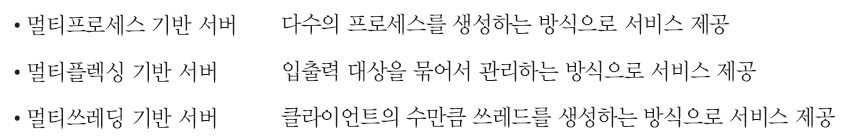 • 멀티프로세스 기반 서버 다수의 프로세스를 생성하는 방식으로 서비스 제공
• 멀티플렉싱 기반 서버 입출력 대상을 묶어서 관리하는 방식으로 서비스 제공
• 멀티쓰레딩 기반 서버 클라이언트의 수만큼 쓰레드를 생성하는 방식으로 서비스 제공